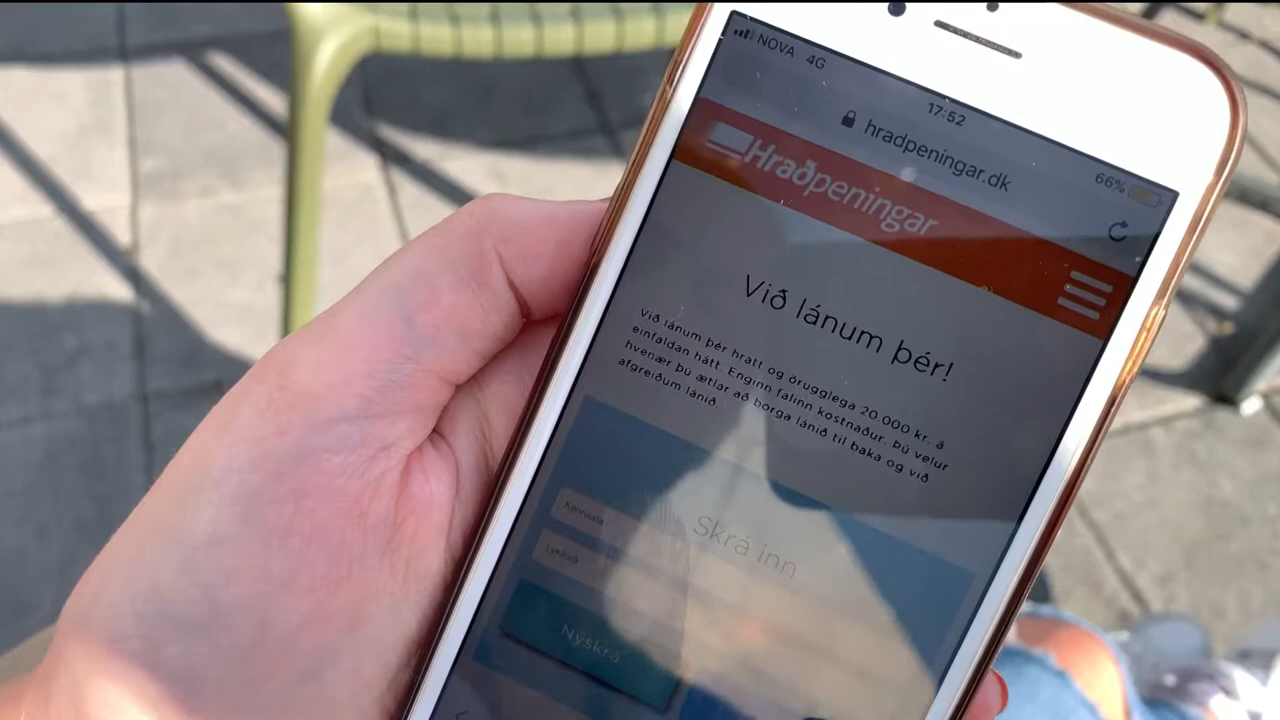 NOVA 4G
17:52
66%
hradpeningar.dk
Hraðpeningar
Við lánum þér!
Við lánum þér hratt og örugglega 20.000 kr. á
einfaldan hátt. Enginn falinn kostnaður. Þú velur
hvenær þú ætlar að borga lánið til baka og við
afgreiðum lánið.
Skrá inn
Kennitala
Lykilorð
Nýskrá